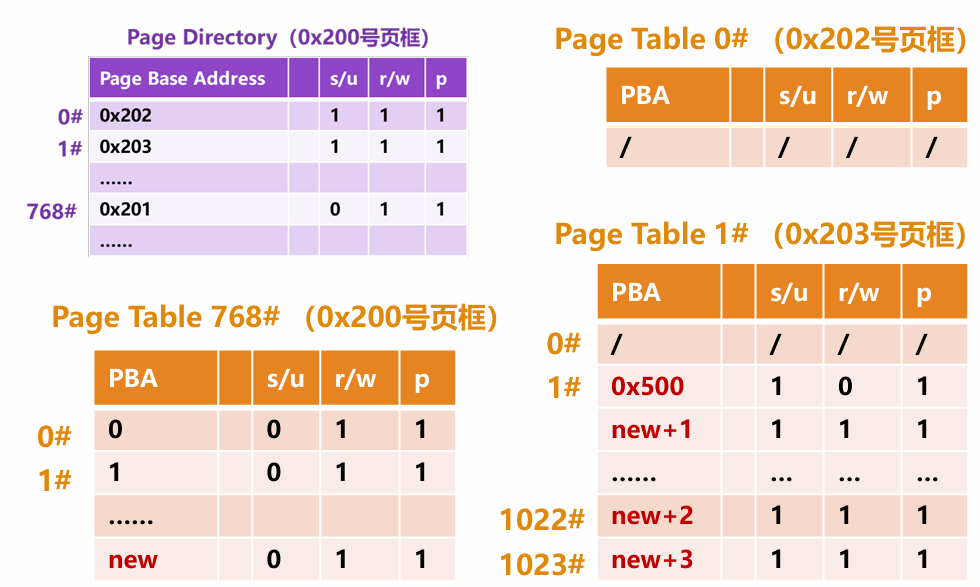 Page Directory（0x200号页框）
Page Base Address s/u r/w p
0# 0x202 1 1 1
1# 0x203 1 1 1
......
768# 0x201 0 1 1
......
Page Table 0# （0x202号页框）
PBA s/u r/w p
/ / / /
Page Table 768# （0x200号页框）
PBA s/u r/w p
0# 0 0 1 1
1# 1 0 1 1
......
new 0 1 1
Page Table 1# （0x203号页框）
PBA s/u r/w p
0# / / / /
1# 0x500 1 0 1
new+1 1 1 1
...... ... ... ...
1022# new+2 1 1 1
1023# new+3 1 1 1